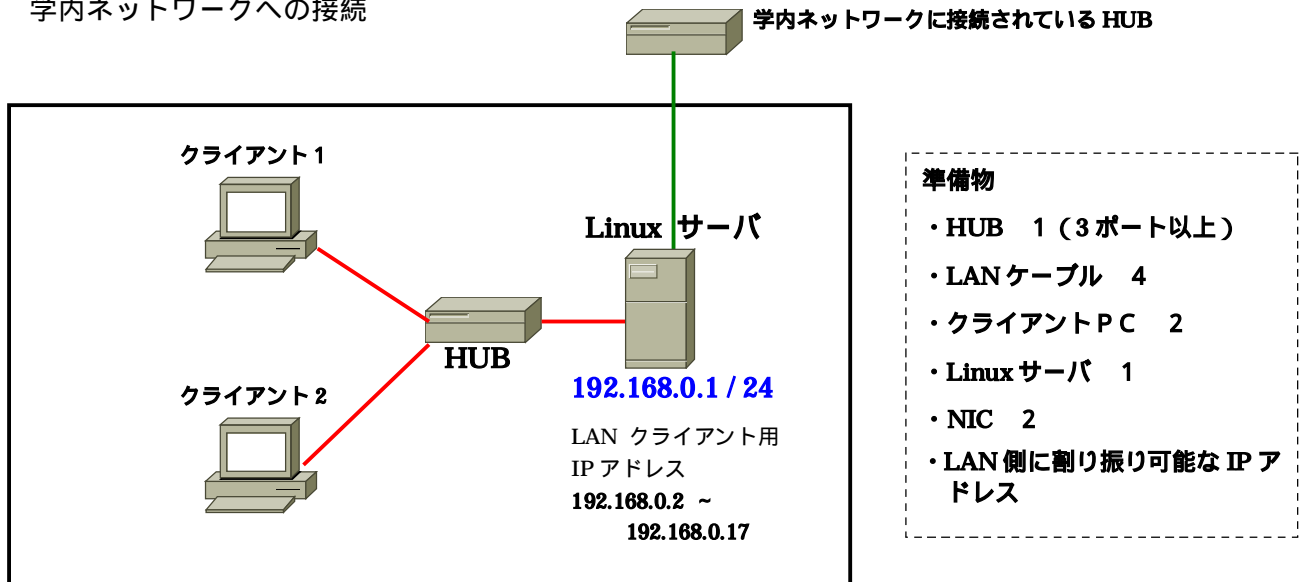 学内ネットワークへの接続
学内ネットワークに接続されている HUB
クライアント 1
Linux サーバ
HUB
クライアント 2
192.168.0.1 / 24
LAN クライアント用
IP アドレス
192.168.0.2 ~
192.168.0.17
準備物
・HUB 1（3 ポート以上）
・LAN ケーブル 4
・クライアントＰＣ 2
・Linux サーバ 1
・NIC 2
・LAN 側に割り振り可能な IP ア
ドレス